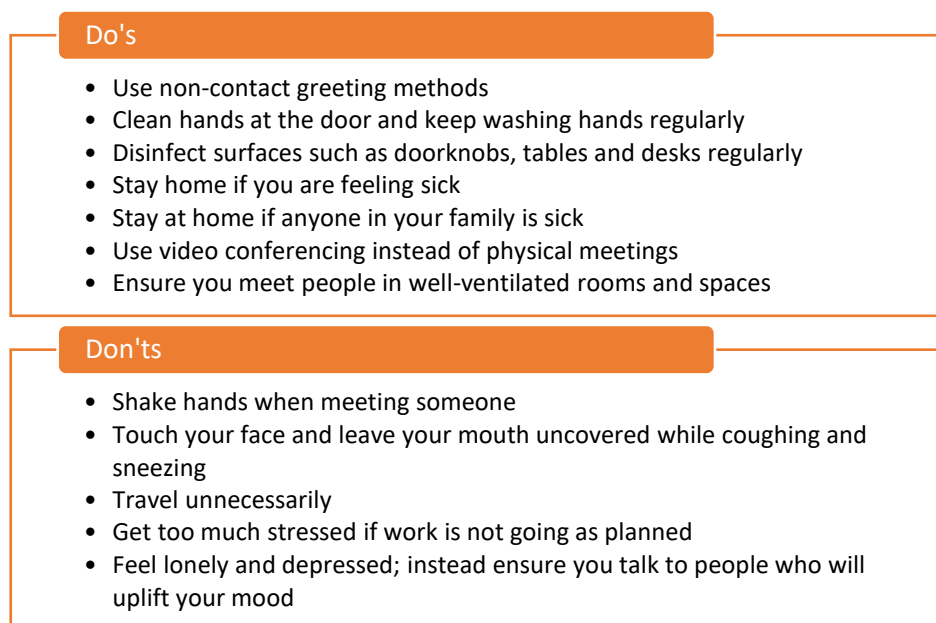 Do's
• Use non-contact greeting methods
• Clean hands at the door and keep washing hands regularly
• Disinfect surfaces such as doorknobs, tables and desks regularly
• Stay home if you are feeling sick
• Stay at home if anyone in your family is sick
• Use video conferencing instead of physical meetings
• Ensure you meet people in well-ventilated rooms and spaces
Don'ts
• Shake hands when meeting someone
• Touch your face and leave your mouth uncovered while coughing and
sneezing
• Travel unnecessarily
• Get too much stressed if work is not going as planned
• Feel lonely and depressed; instead ensure you talk to people who will
uplift your mood